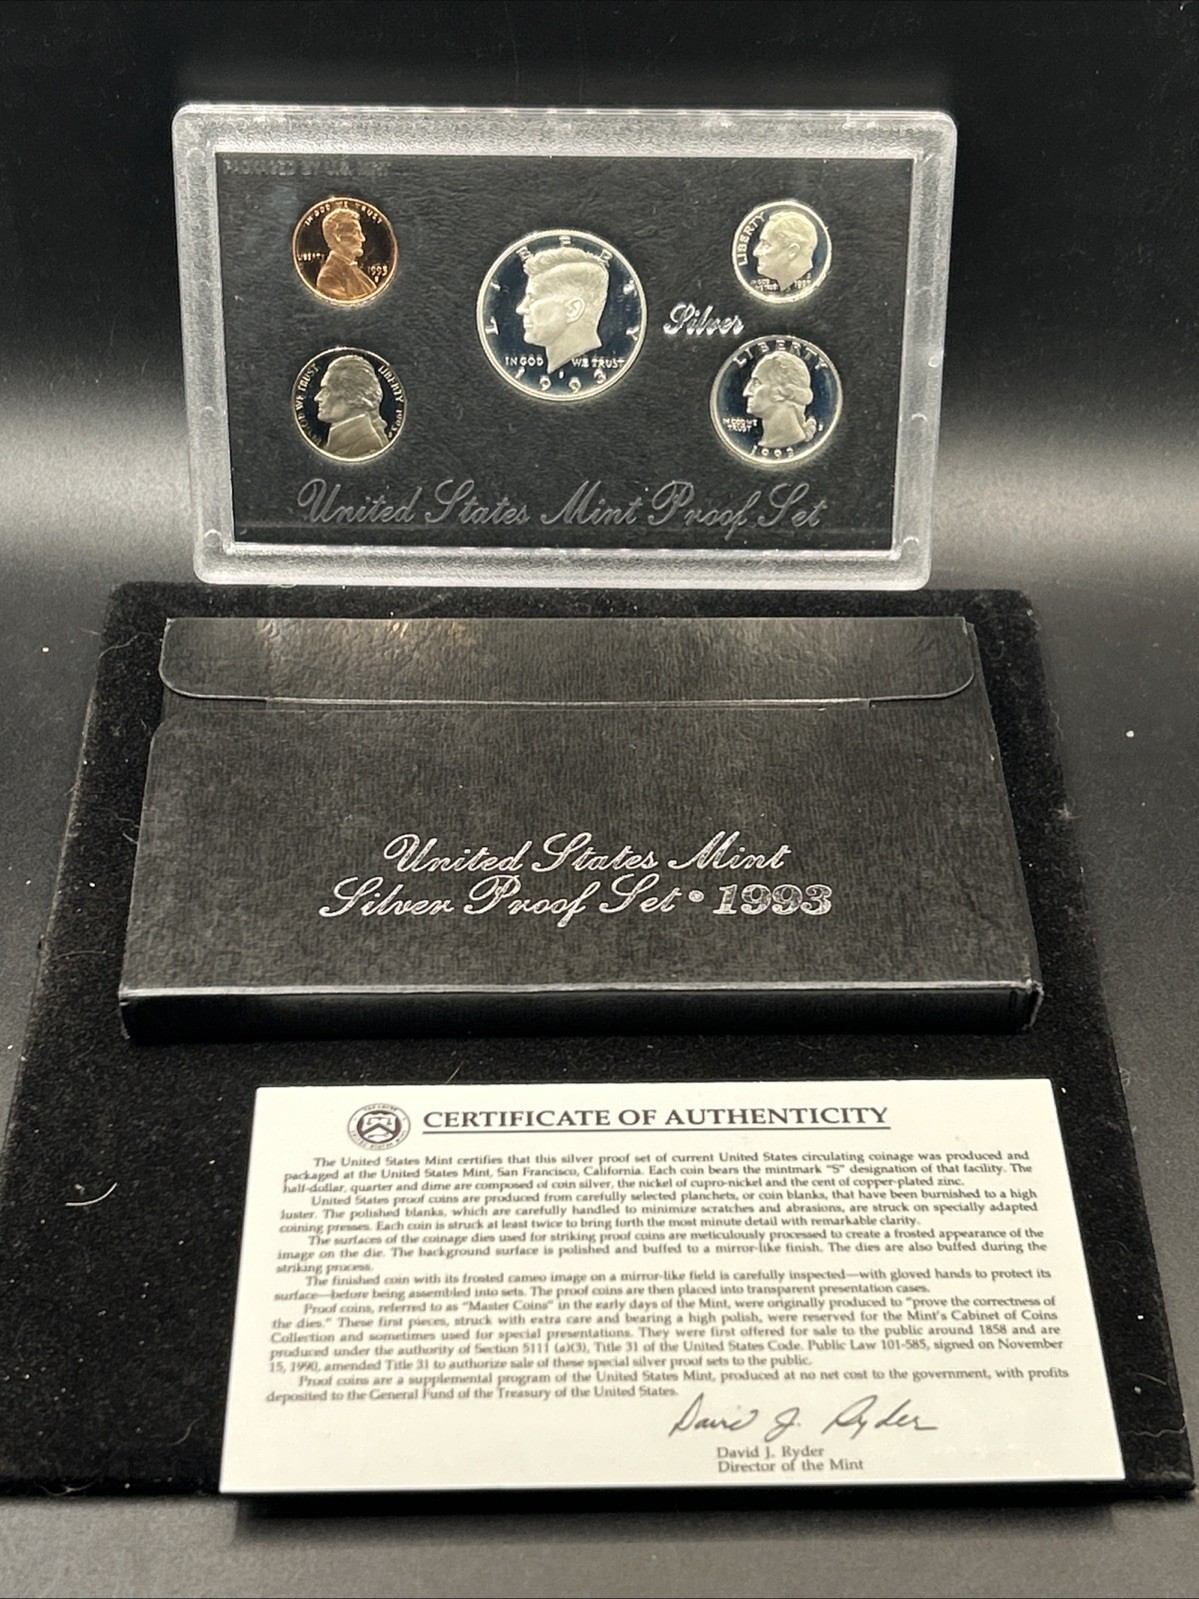 PACKAGED BY U.S. MINT
IN GOD WE TRUST
LIBERTY
1993
S
LIBERTY
IN GOD WE TRUST
1993
LIBERTY
IN GOD WE TRUST
1993
IN GOD WE TRUST
LIBERTY 1993
Silver
LIBERTY
IN GOD WE
TRUST
S
1993
United States Mint Proof Set
United States Mint
Silver Proof Set • 1993
CERTIFICATE OF AUTHENTICITY
The United States Mint certifies that this silver proof set of current United States circulating coinage was produced and
packaged at the United States Mint, San Francisco, California. Each coin bears the mintmark "S" designation of that facility. The
half-dollar, quarter and dime are composed of coin silver, the nickel of cupro-nickel and the cent of copper-plated zinc.
United States proof coins are produced from carefully selected planchets, or coin blanks, that have been burnished to a high
luster. The polished blanks, which are carefully handled to minimize scratches and abrasions, are struck on specially adapted
coining presses. Each coin is struck at least twice to bring forth the most minute detail with remarkable clarity.
The surfaces of the coinage dies used for striking proof coins are meticulously processed to create a frosted appearance of the
image on the die. The background surface is polished and buffed to a mirror-like finish. The dies are also buffed during the
striking process.
The finished coin with its frosted cameo image on a mirror-like field is carefully inspected—with gloved hands to protect its
surface—before being assembled into sets. The proof coins are then placed into transparent presentation cases.
Proof coins, referred to as "Master Coins" in the early days of the Mint, were originally produced to "prove the correctness of
the dies." These first pieces, struck with extra care and bearing a high polish, were reserved for the Mint's Cabinet of Coins
Collection and sometimes used for special presentations. They were first offered for sale to the public around 1858 and are
produced under the authority of Section 5111 (a)(3), Title 31 of the United States Code. Public Law 101-585, signed on November
15, 1990, amended Title 31 to authorize sale of these special silver proof sets to the public.
Proof coins are a supplemental program of the United States Mint, produced at no net cost to the government, with profits
deposited to the General Fund of the Treasury of the United States.
David J. Ryder
David J. Ryder
Director of the Mint